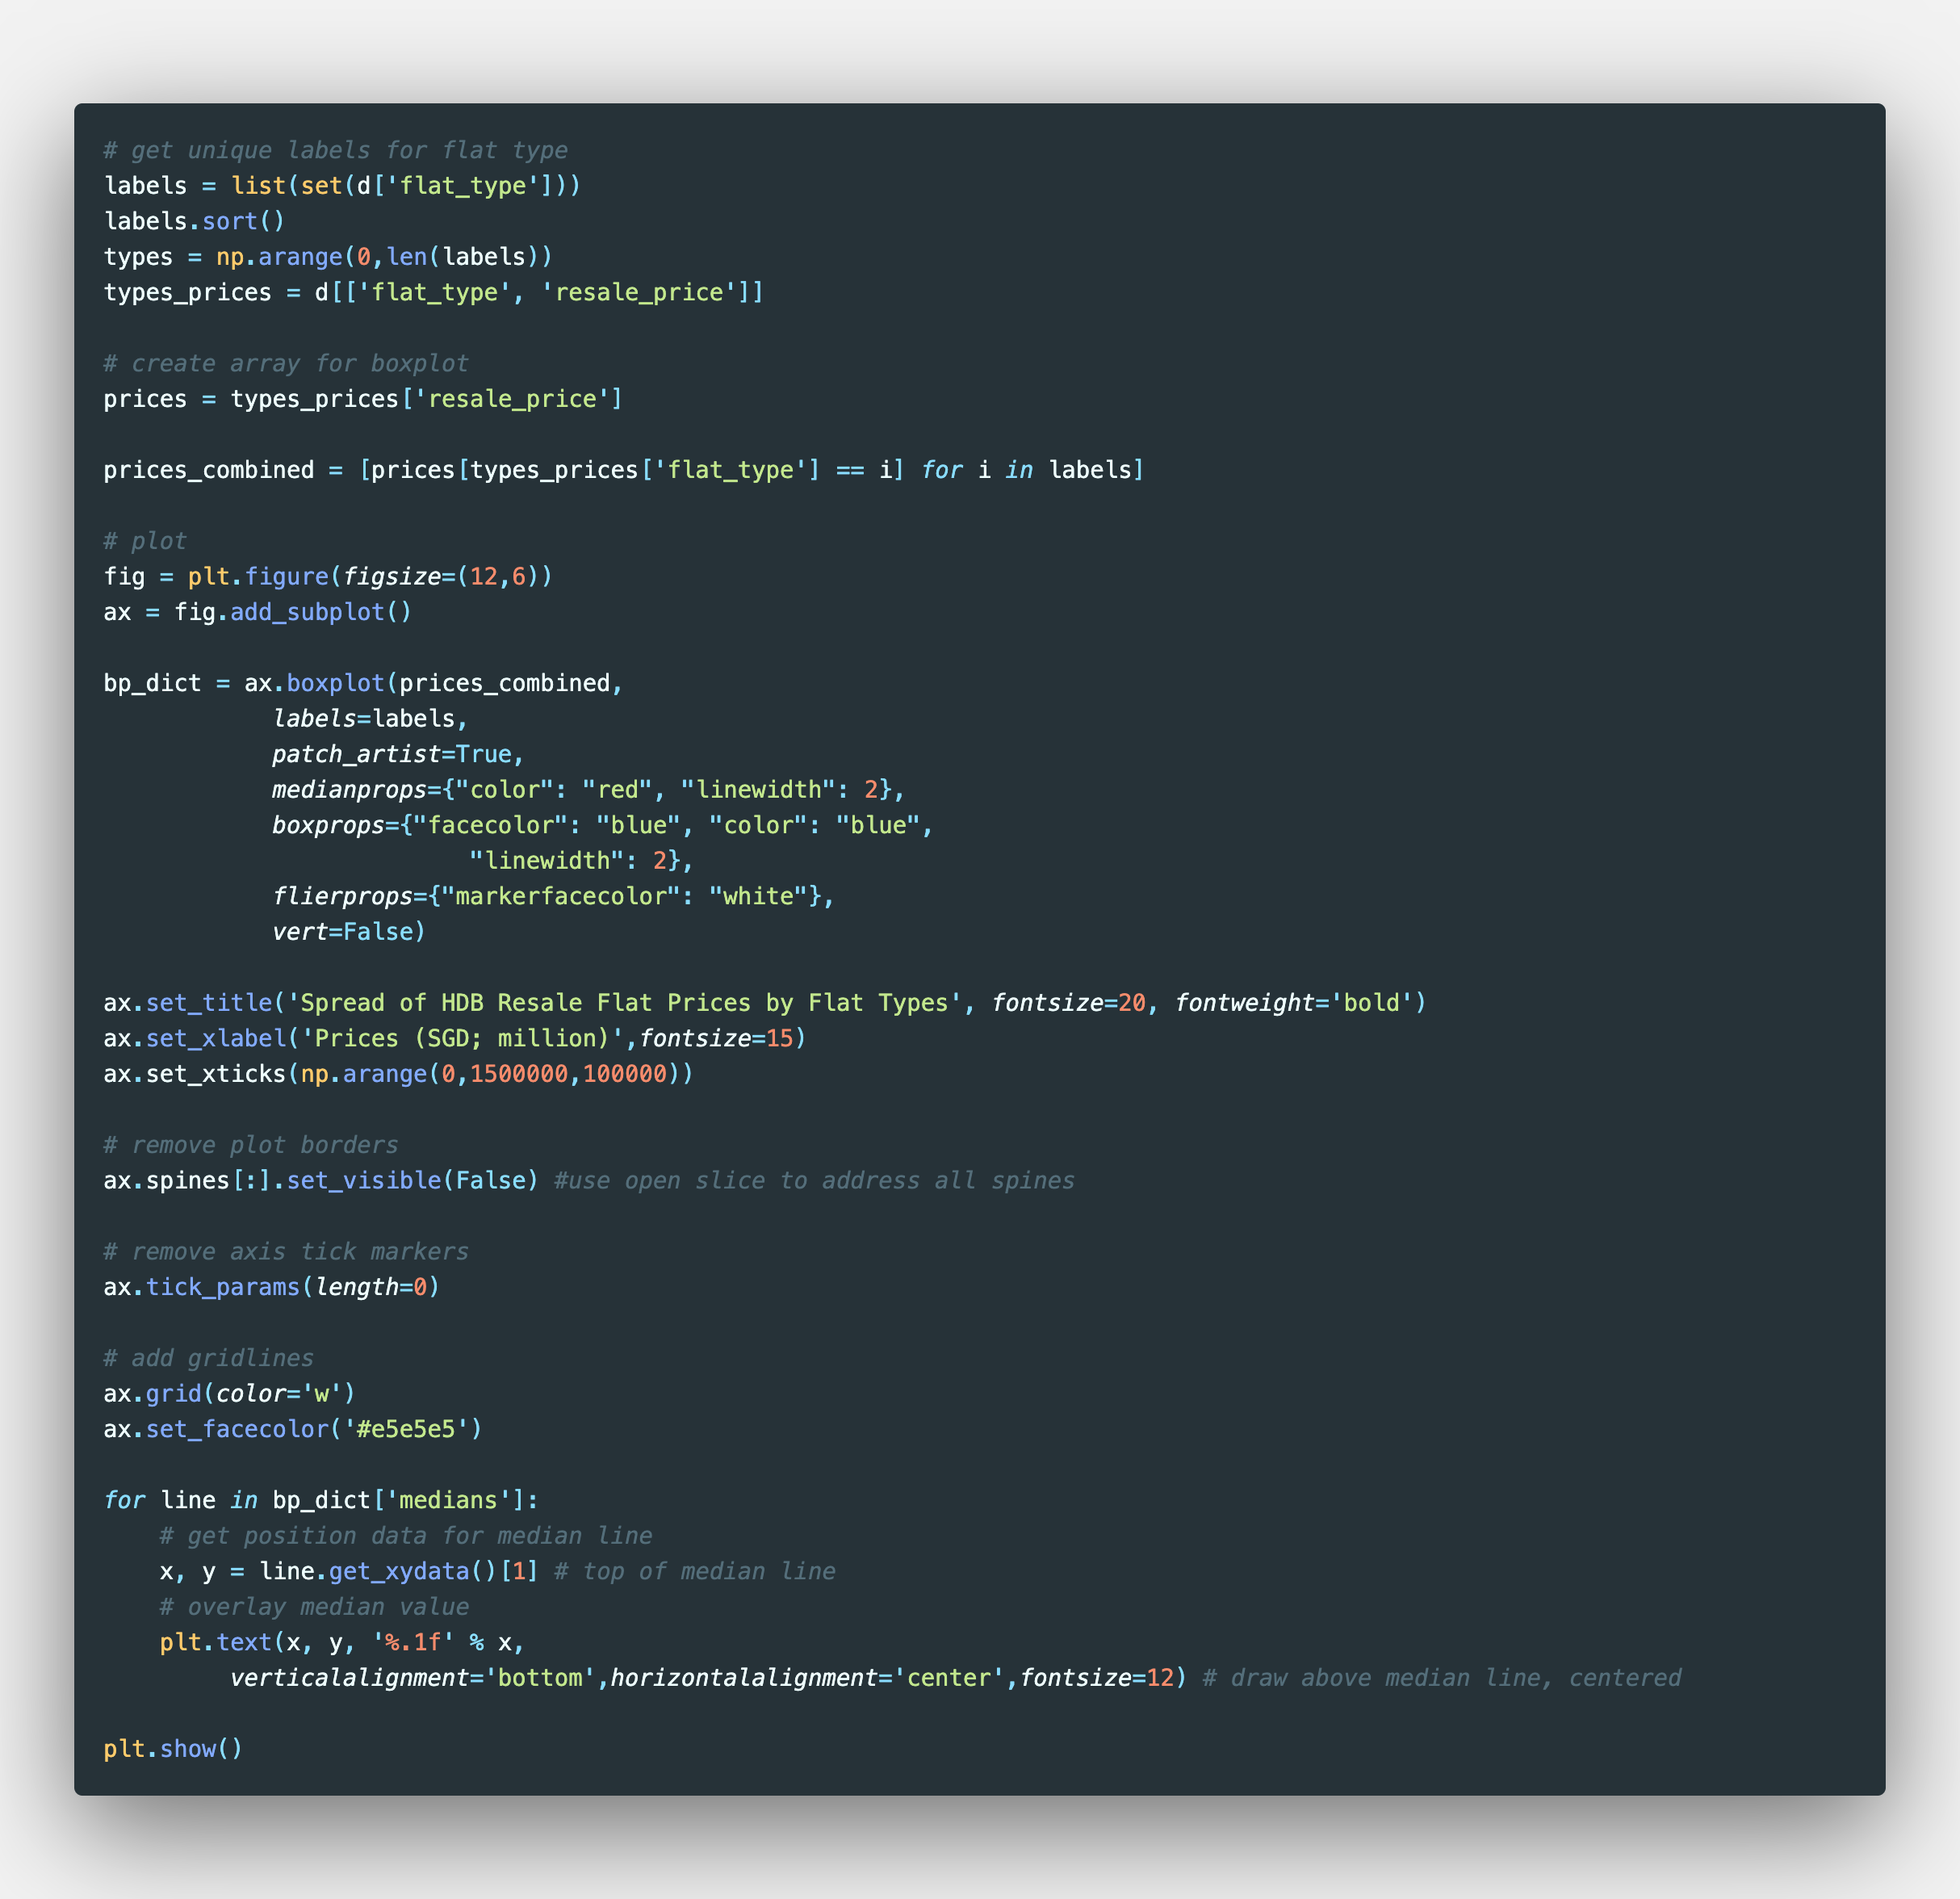 # get unique labels for flat type
labels = list(set(d['flat_type']))
labels.sort()
types = np.arange(0,len(labels))
types_prices = d[['flat_type', 'resale_price']]

# create array for boxplot
prices = types_prices['resale_price']

prices_combined = [prices[types_prices['flat_type'] == i] for i in labels]

# plot
fig = plt.figure(figsize=(12,6))
ax = fig.add_subplot()

bp_dict = ax.boxplot(prices_combined,
            labels=labels,
            patch_artist=True,
            medianprops={"color": "red", "linewidth": 2},
            boxprops={"facecolor": "blue", "color": "blue",
                          "linewidth": 2},
            flierprops={"markerfacecolor": "white"},
            vert=False)

ax.set_title('Spread of HDB Resale Flat Prices by Flat Types', fontsize=20, fontweight='bold')
ax.set_xlabel('Prices (SGD; million)',fontsize=15)
ax.set_xticks(np.arange(0,1500000,100000))

# remove plot borders
ax.spines[:].set_visible(False) #use open slice to address all spines

# remove axis tick markers
ax.tick_params(length=0)

# add gridlines
ax.grid(color='w')
ax.set_facecolor('#e5e5e5')

for line in bp_dict['medians']:
    # get position data for median line
    x, y = line.get_xydata()[1] # top of median line
    # overlay median value
    plt.text(x, y, '%.1f' % x,
         verticalalignment='bottom',horizontalalignment='center',fontsize=12) # draw above median line, centered

plt.show()